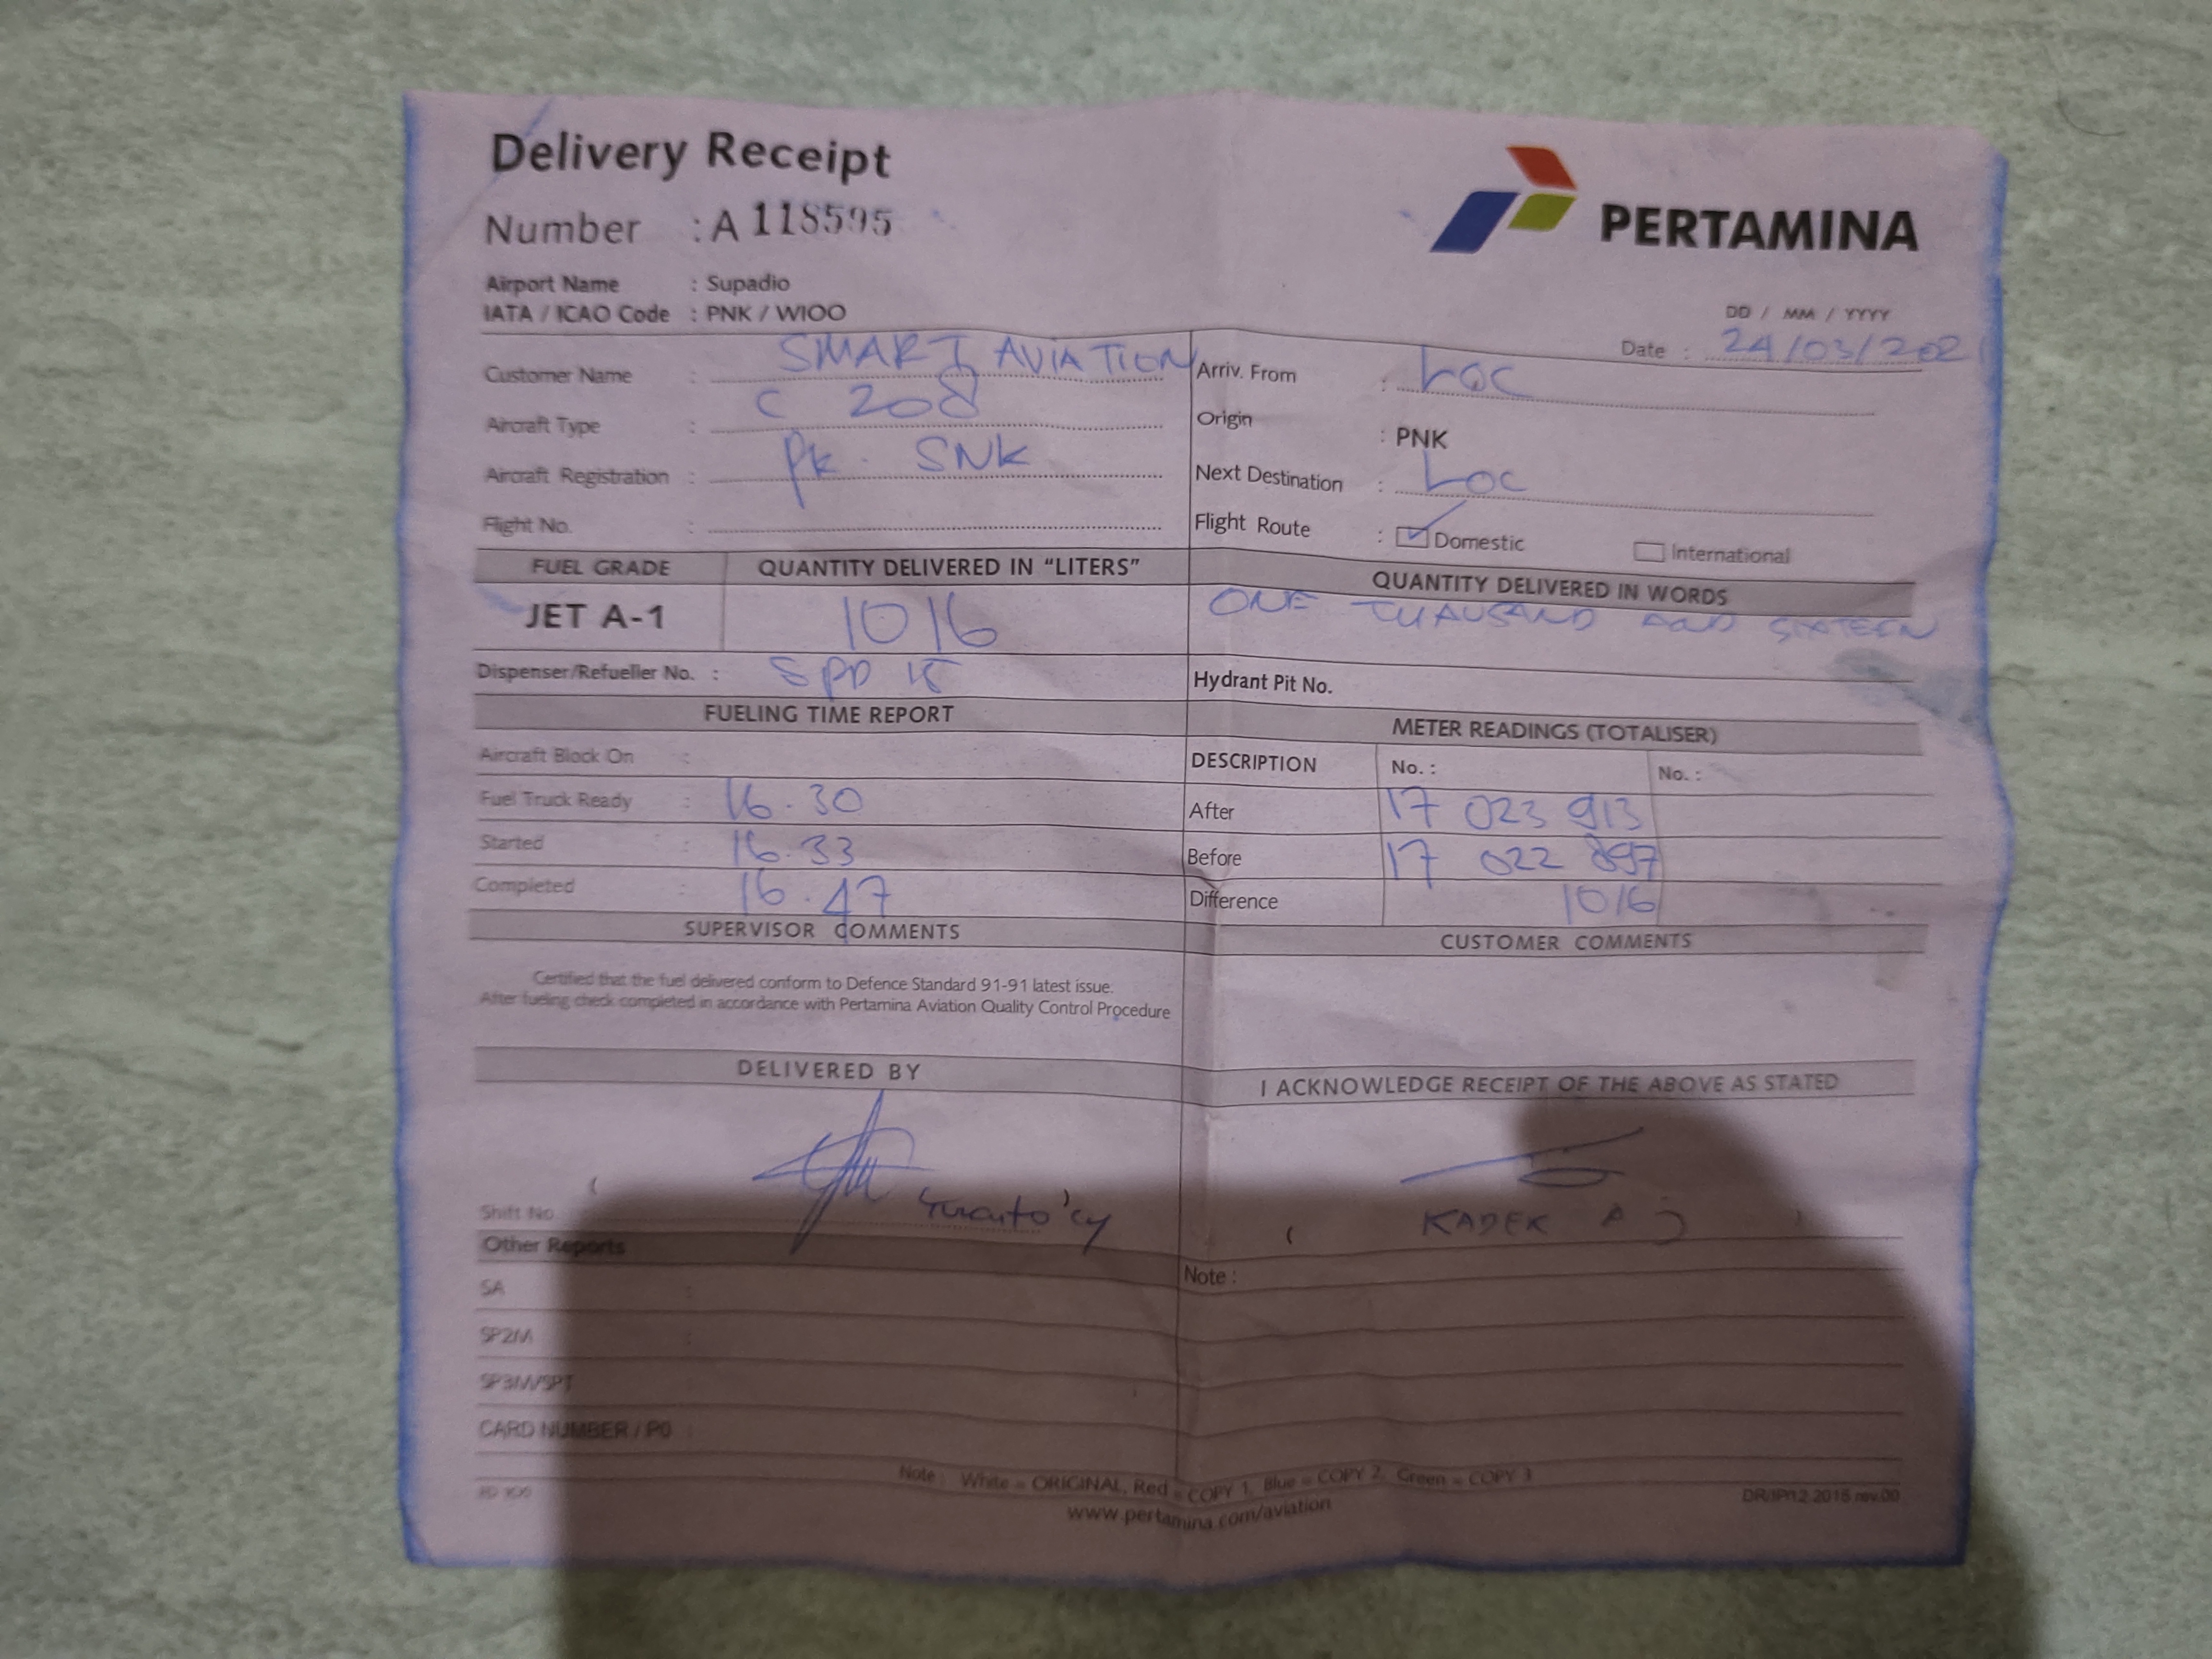 Delivery Receipt
Number : A 118595
PERTAMINA
Airport Name : Supadio
IATA / ICAO Code : PNK / WIOO
DD / MM / YYYY
Date : 24/03/2021
Customer Name : SMART AVIATION
Aircraft Type : C 208
Aircraft Registration : PK. SNK
Flight No. :
Arriv. From : LOC
Origin : PNK
Next Destination : LOC
Flight Route : Domestic International
FUEL GRADE QUANTITY DELIVERED IN "LITERS" QUANTITY DELIVERED IN WORDS
JET A-1 1016 ONE THAUSAND AND SIXTEEN
Dispenser/Refueller No. : SPD 15 Hydrant Pit No.
FUELING TIME REPORT
Aircraft Block On :
Fuel Truck Ready : 16.30
Started : 16.33
Completed : 16.47
METER READINGS (TOTALISER)
DESCRIPTION No. : No. :
After 17 023 913
Before 17 022 897
Difference 1016
SUPERVISOR COMMENTS
Certified that the fuel delivered conform to Defence Standard 91-91 latest issue.
After fueling check completed in accordance with Pertamina Aviation Quality Control Procedure
CUSTOMER COMMENTS
DELIVERED BY
I ACKNOWLEDGE RECEIPT OF THE ABOVE AS STATED
( KADEK A )
Shift No
Other Reports
SA :
SP2M :
SP3M/SPT
CARD NUMBER / PO :
Note :
Note : White = ORIGINAL, Red = COPY 1, Blue = COPY 2, Green = COPY 3
www.pertamina.com/aviation